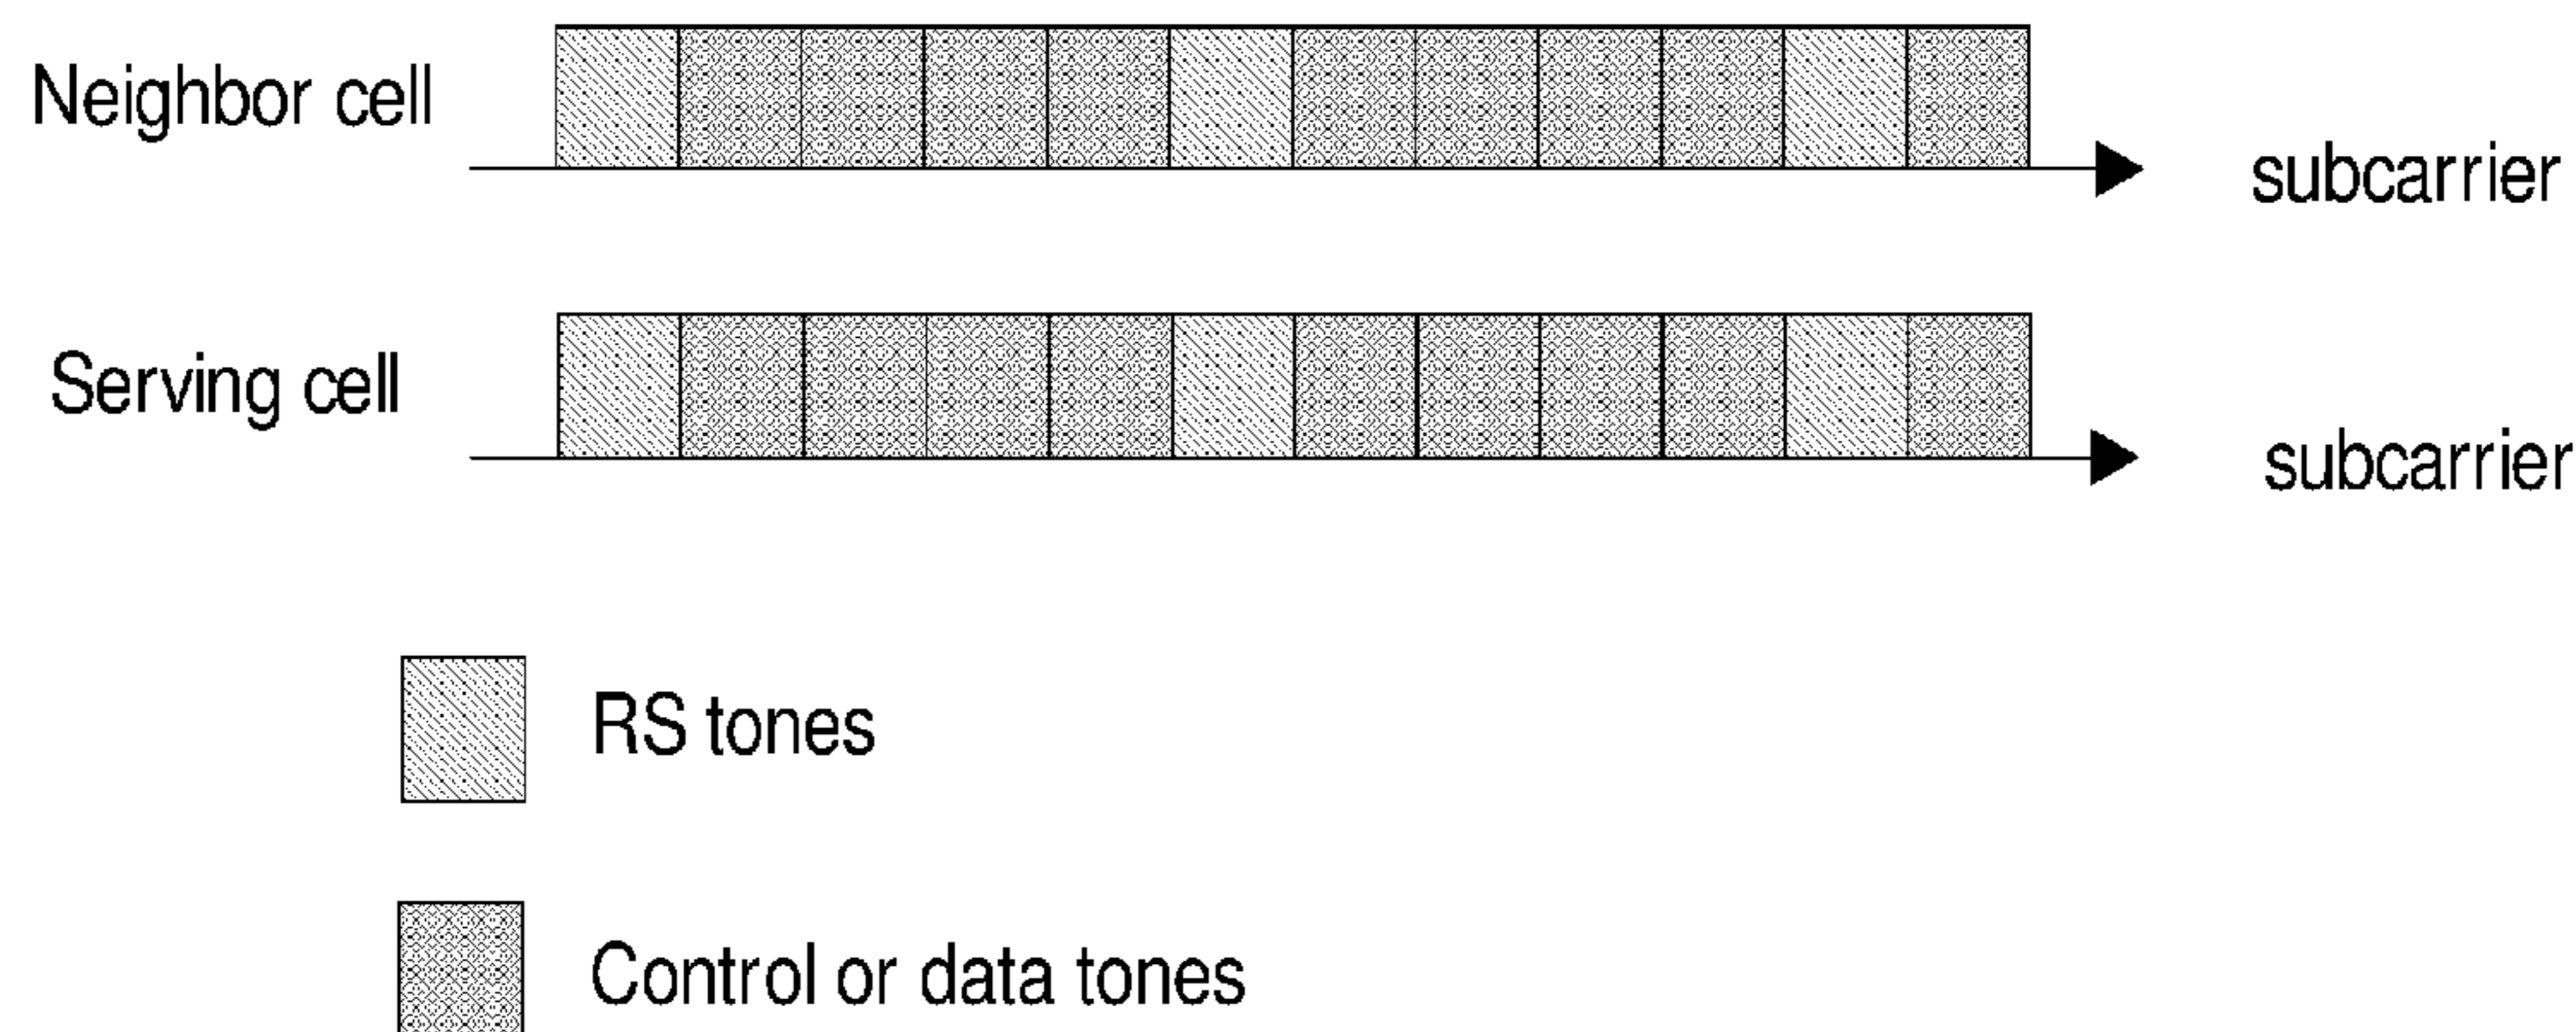 Neighbor cell
subcarrier
Serving cell
subcarrier
RS tones
Control or data tones